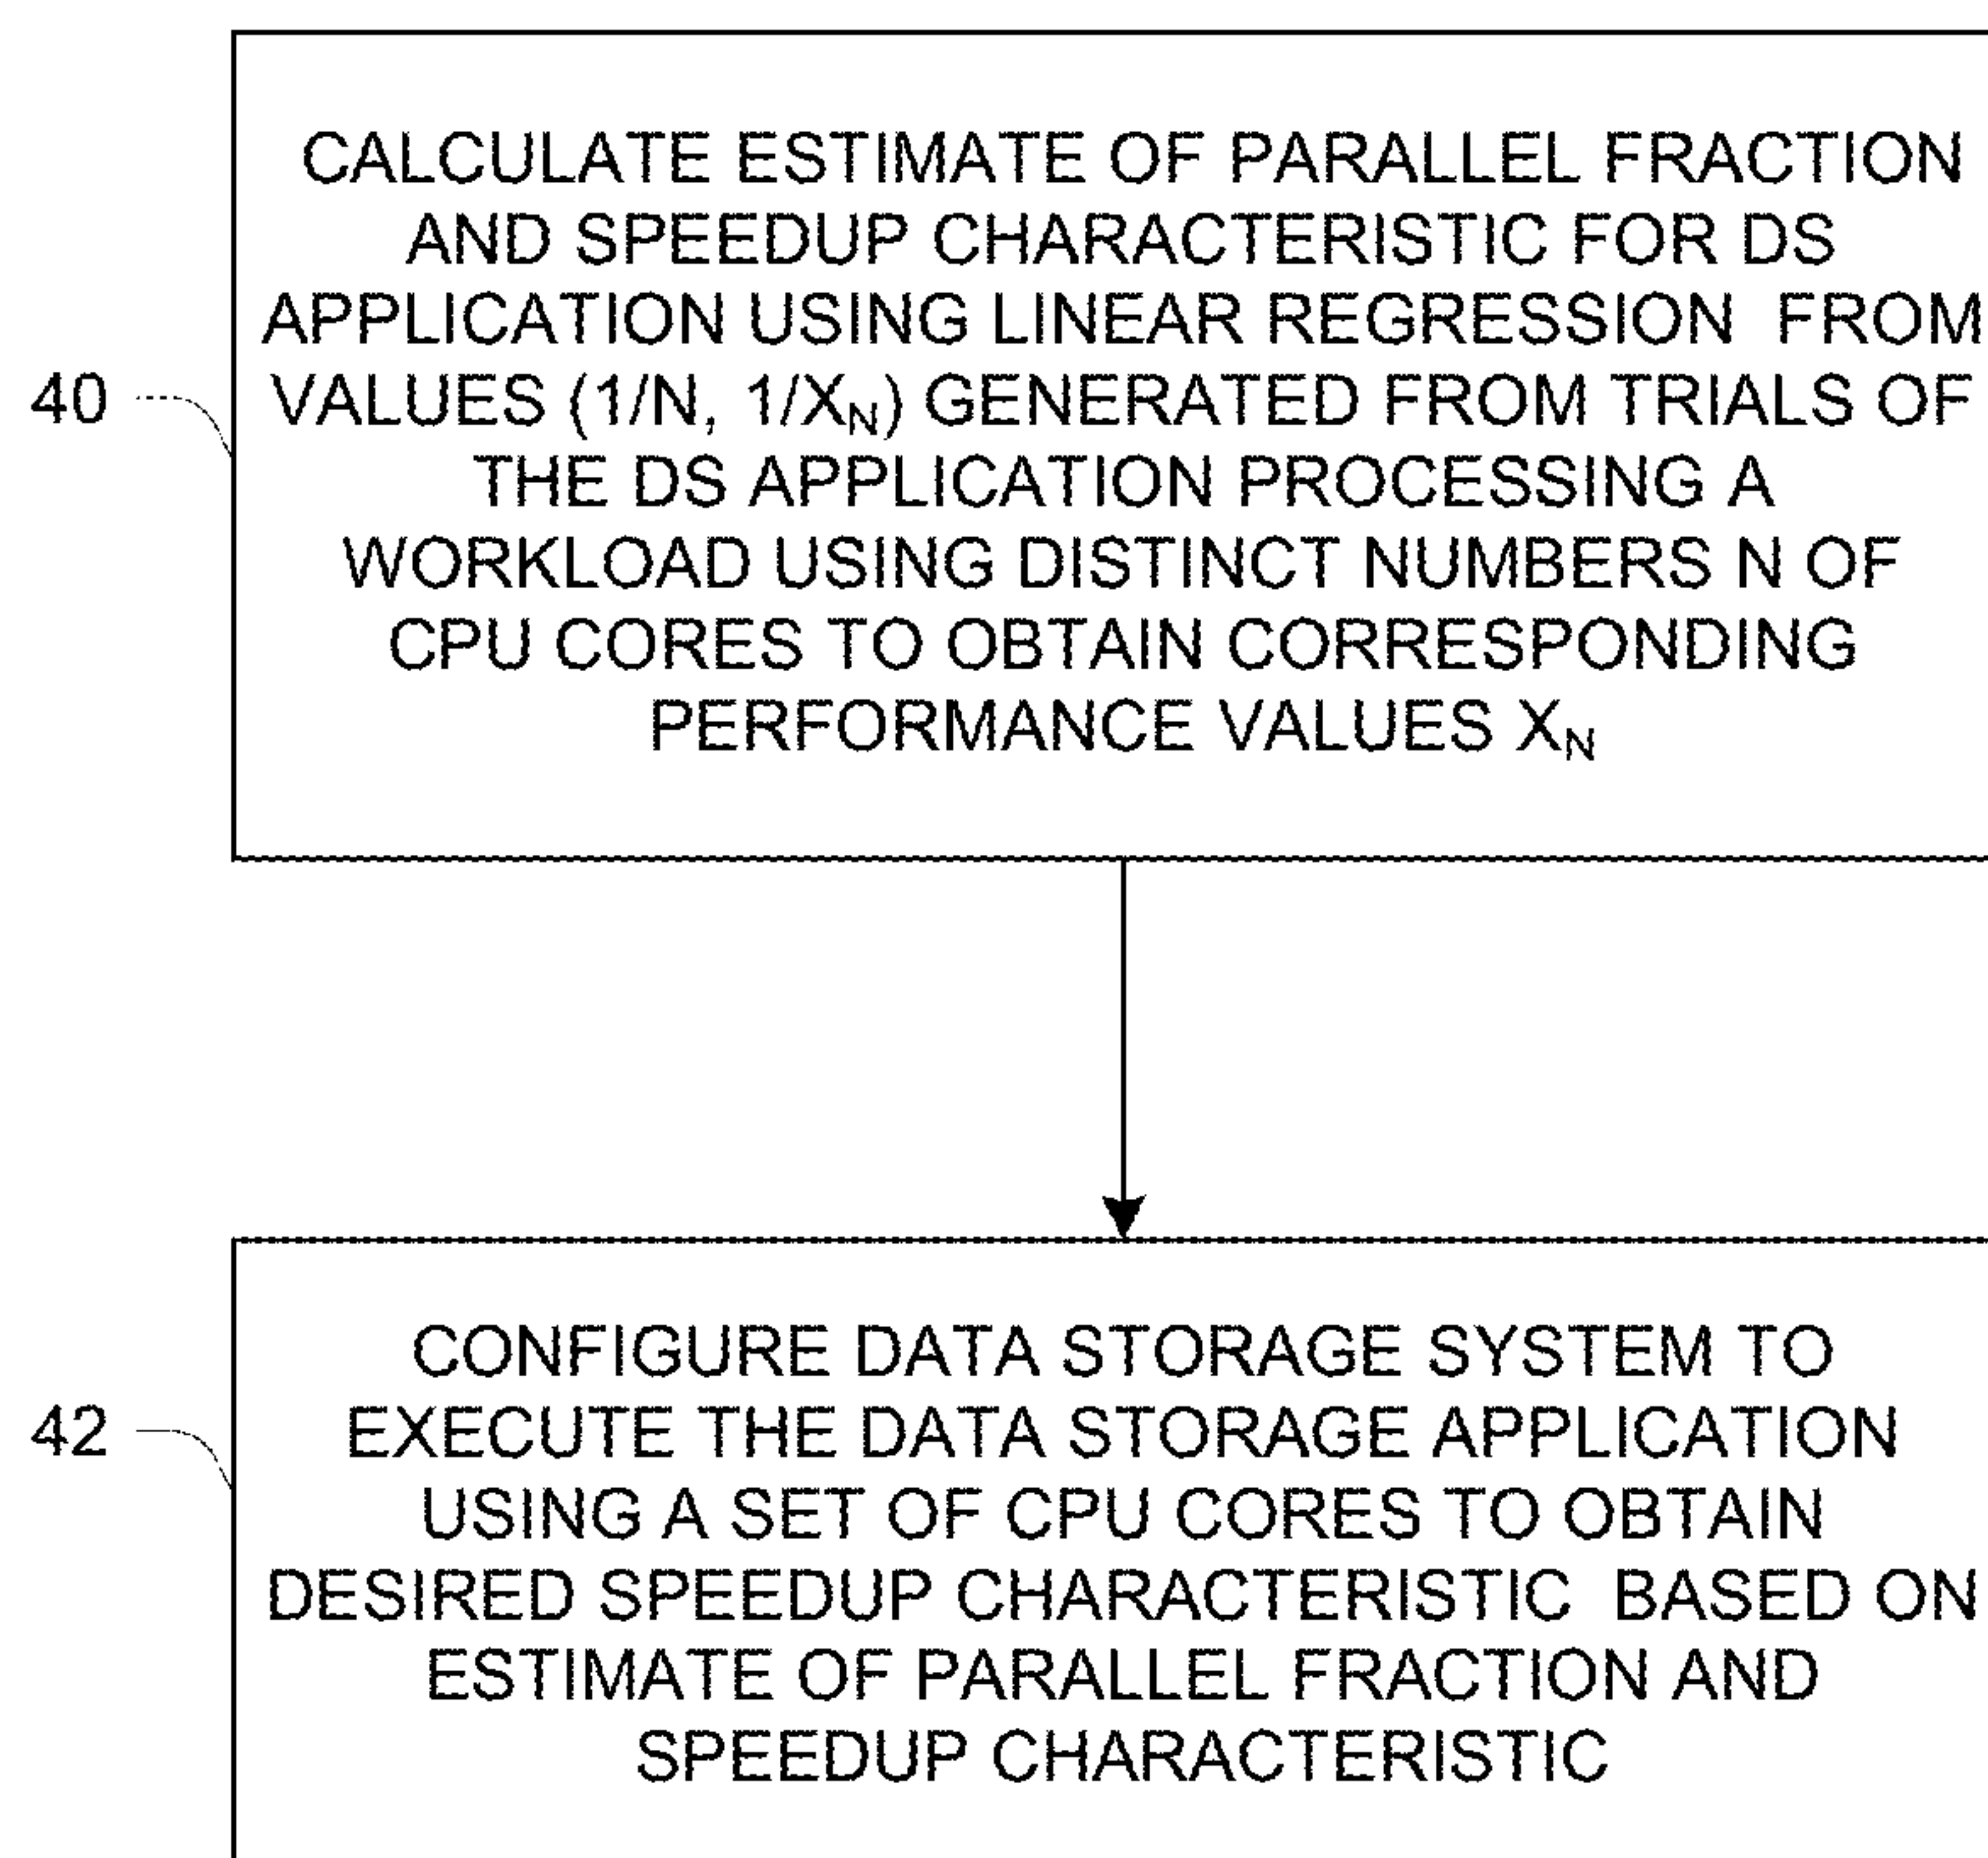 CALCULATE ESTIMATE OF PARALLEL FRACTION
AND SPEEDUP CHARACTERISTIC FOR DS
APPLICATION USING LINEAR REGRESSION FROM
VALUES (1/N, 1/X_N) GENERATED FROM TRIALS OF
THE DS APPLICATION PROCESSING A
WORKLOAD USING DISTINCT NUMBERS N OF
CPU CORES TO OBTAIN CORRESPONDING
PERFORMANCE VALUES X_N
40
CONFIGURE DATA STORAGE SYSTEM TO
EXECUTE THE DATA STORAGE APPLICATION
USING A SET OF CPU CORES TO OBTAIN
DESIRED SPEEDUP CHARACTERISTIC BASED ON
ESTIMATE OF PARALLEL FRACTION AND
SPEEDUP CHARACTERISTIC
42